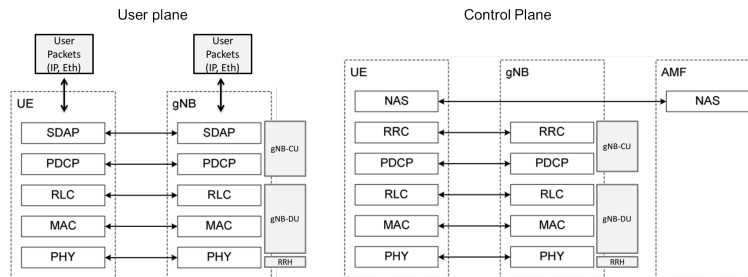 User plane
Control Plane
User
Packets
(IP, Eth)
User
Packets
(IP, Eth)
UE
gNB
SDAP
SDAP
PDCP
PDCP
gNB-CU
RLC
RLC
MAC
MAC
gNB-DU
PHY
PHY
RRH
UE
gNB
AMF
NAS
NAS
RRC
RRC
PDCP
PDCP
gNB-CU
RLC
RLC
MAC
MAC
gNB-DU
PHY
PHY
RRH